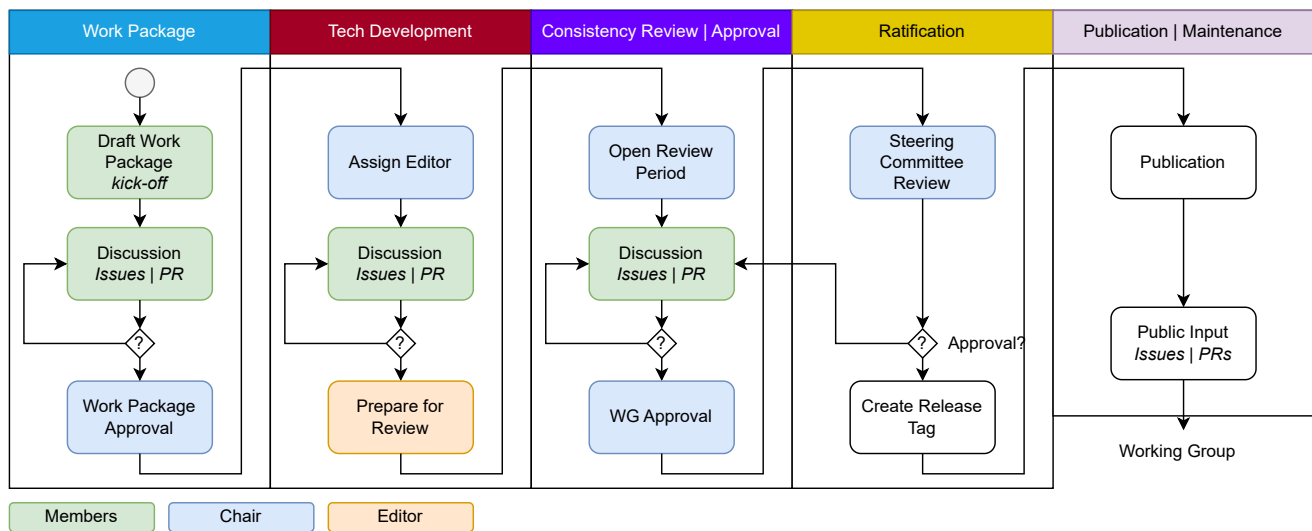 Work Package
Tech Development
Consistency Review | Approval
Ratification
Publication | Maintenance
Draft Work
Package
kick-off
Discussion
Issues | PR
?
Work Package
Approval
Assign Editor
Discussion
Issues | PR
?
Prepare for
Review
Open Review
Period
Discussion
Issues | PR
?
WG Approval
Steering
Committee
Review
?
Approval?
Create Release
Tag
Publication
Public Input
Issues | PRs
Working Group
Members
Chair
Editor